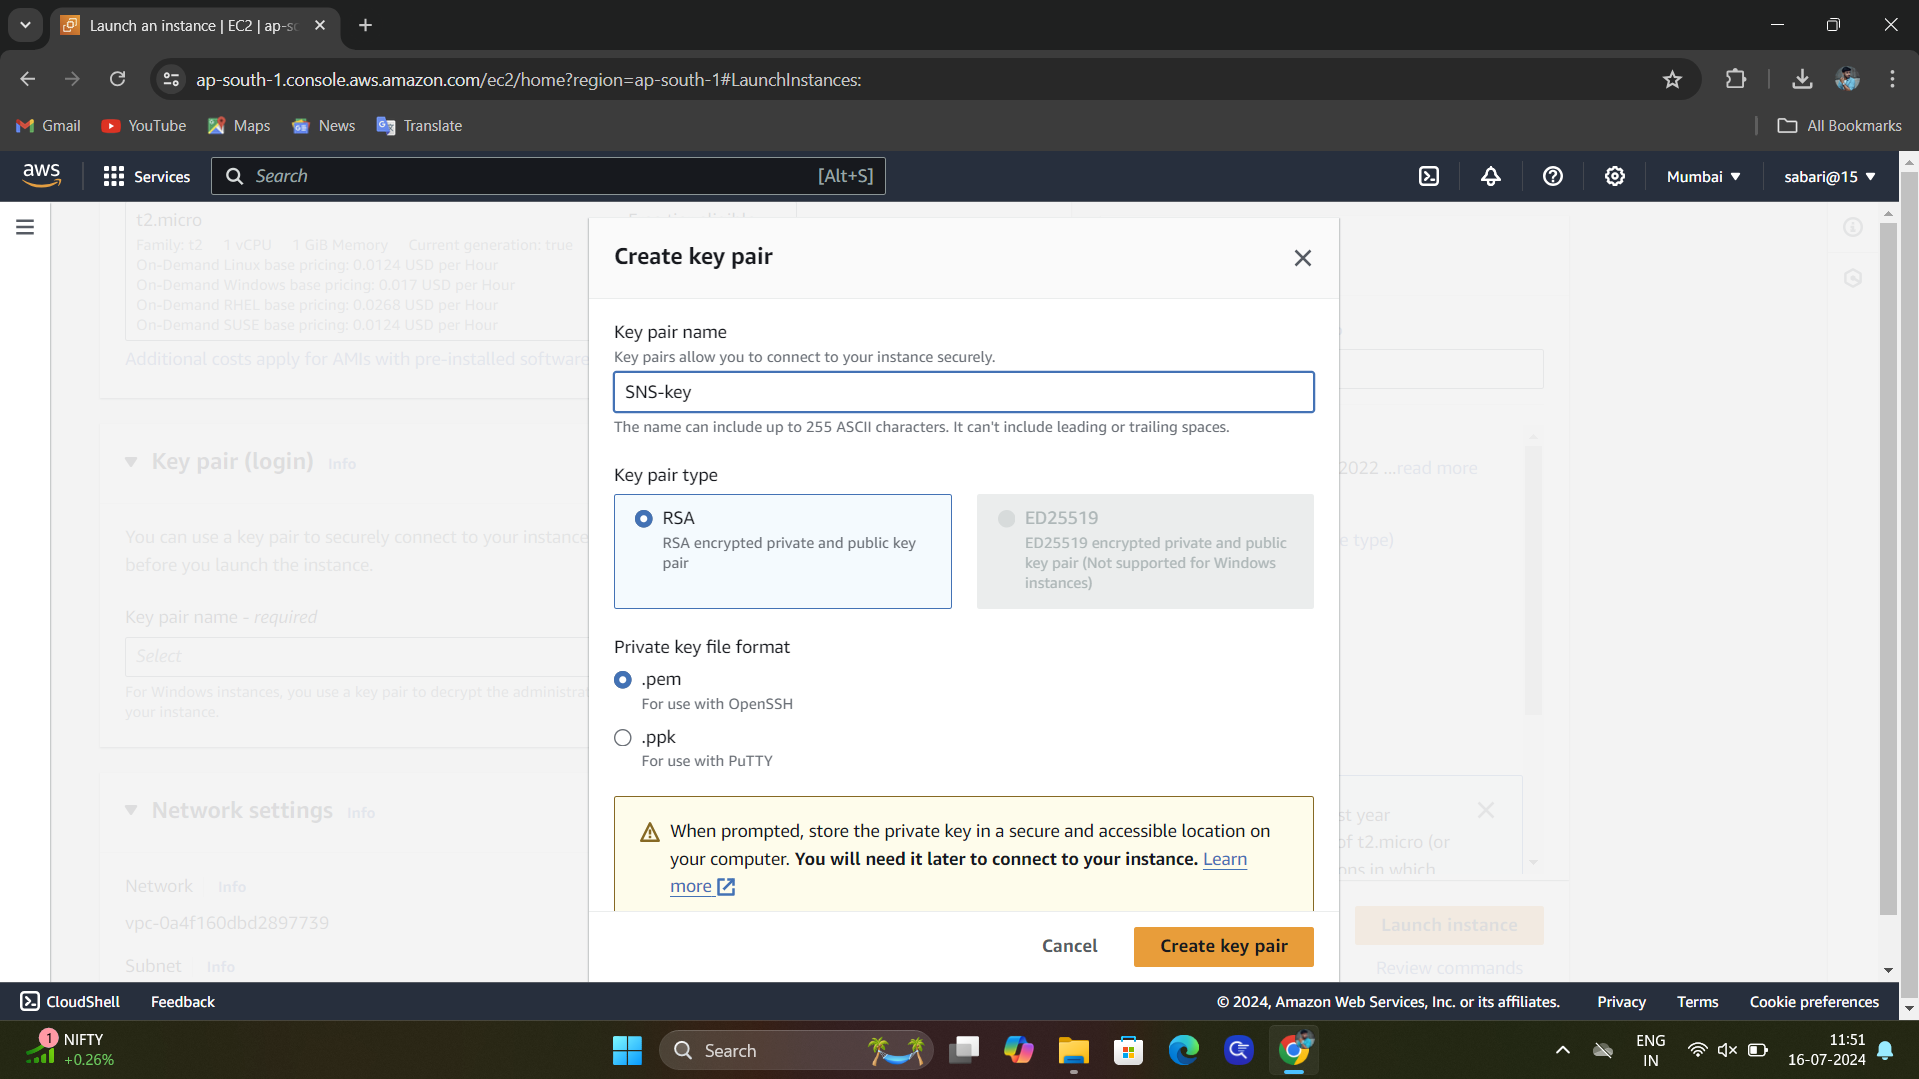 Launch an instance | EC2 | ap-so
ap-south-1.console.aws.amazon.com/ec2/home?region=ap-south-1#LaunchInstances:
Gmail YouTube Maps News Translate All Bookmarks
aws Services Search [Alt+S] Mumbai sabari@15
t2.micro
Family: t2 1 vCPU 1 GiB Memory Current generation: true
On-Demand Linux base pricing: 0.0124 USD per Hour
On-Demand Windows base pricing: 0.017 USD per Hour
On-Demand RHEL base pricing: 0.0268 USD per Hour
On-Demand SUSE base pricing: 0.0124 USD per Hour
Additional costs apply for AMIs with pre-installed software
Key pair (login) Info
You can use a key pair to securely connect to your instance
before you launch the instance.
Key pair name - required
Select
For Windows instances, you use a key pair to decrypt the administra
your instance.
Network settings Info
Network Info
vpc-0a4f160dbd2897739
Subnet Info
Create key pair
Key pair name
Key pairs allow you to connect to your instance securely.
SNS-key
The name can include up to 255 ASCII characters. It can't include leading or trailing spaces.
Key pair type
RSA
RSA encrypted private and public key
pair
ED25519
ED25519 encrypted private and public
key pair (Not supported for Windows
instances)
Private key file format
.pem
For use with OpenSSH
.ppk
For use with PuTTY
When prompted, store the private key in a secure and accessible location on
your computer. You will need it later to connect to your instance. Learn
more
Cancel Create key pair
2022 ...read more
e type)
st year
of t2.micro (or
ons in which
Launch instance
Review commands
CloudShell Feedback © 2024, Amazon Web Services, Inc. or its affiliates. Privacy Terms Cookie preferences
1 NIFTY
+0.26%
Search
ENG
IN
11:51
16-07-2024